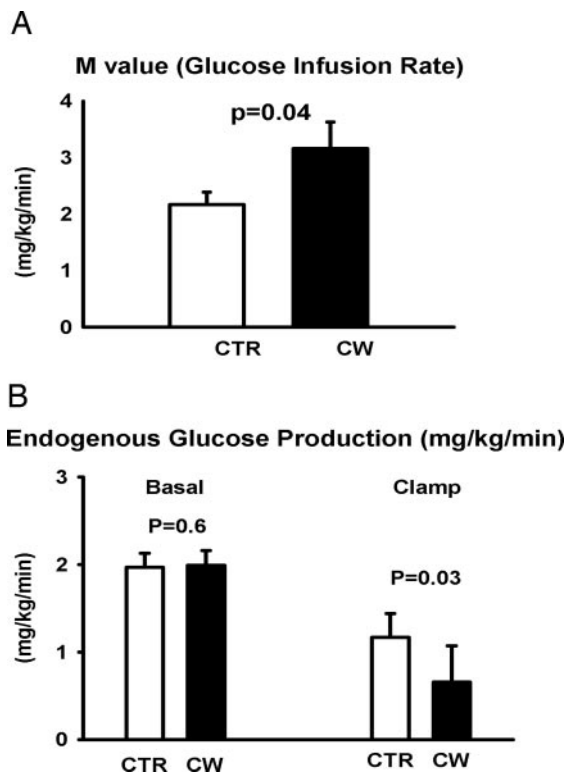 A
M value (Glucose Infusion Rate)
4
p=0.04
3
2
1
0
(mg/kg/min)
CTR CW
B
Endogenous Glucose Production (mg/kg/min)
3
Basal Clamp
P=0.6
2
P=0.03
1
0
(mg/kg/min)
CTR CW CTR CW